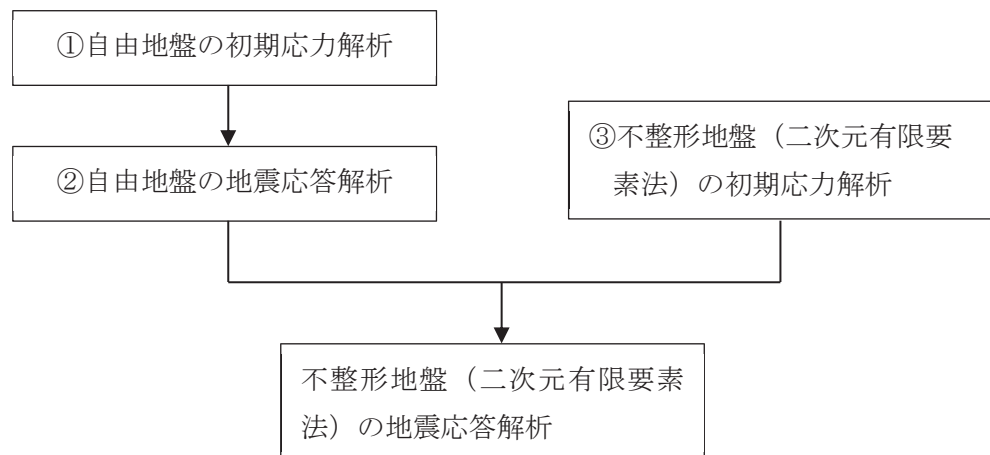 ①自由地盤の初期応力解析
②自由地盤の地震応答解析
③不整形地盤（二次元有限要
素法）の初期応力解析
不整形地盤（二次元有限要素
法）の地震応答解析